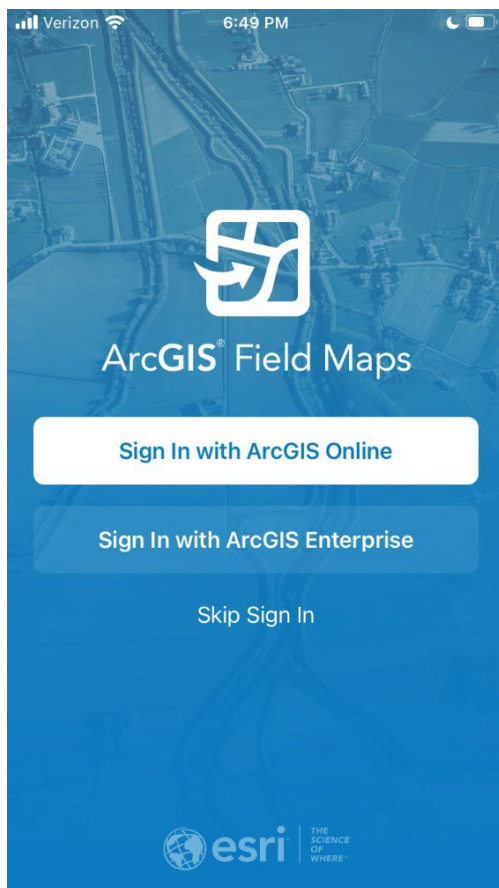 Verizon 6:49 PM
ArcGIS® Field Maps
Sign In with ArcGIS Online
Sign In with ArcGIS Enterprise
Skip Sign In
esri
THE
SCIENCE
OF
WHERE®